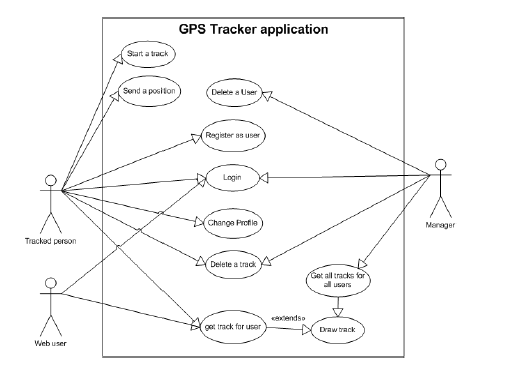 GPS Tracker application
Start a track
Send a position
Delete a User
Register as user
Login
Tracked person
Change Profile
Manager
Delete a track
Get all tracks for
all users
Web user
get track for user
«extends»
Draw track